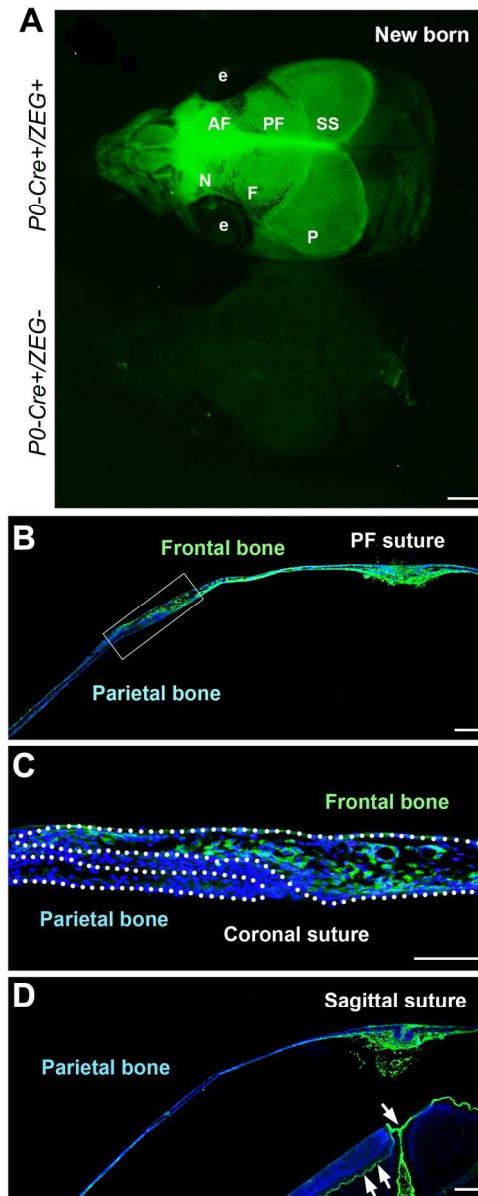 A
New born
P0-Cre+/ZEG+
e
AF PF SS
N
F
e
P
P0-Cre+/ZEG-
B
Frontal bone
PF suture
Parietal bone
C
Frontal bone
Parietal bone
Coronal suture
D
Sagittal suture
Parietal bone